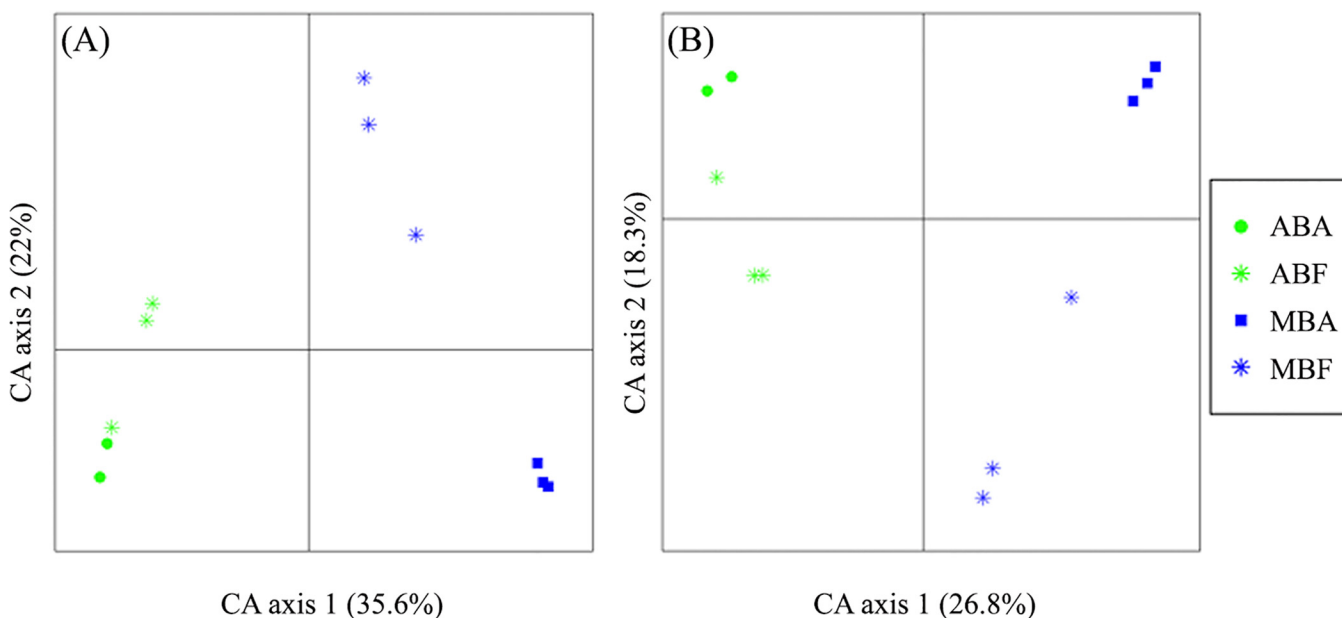 (A)
CA axis 2 (22%)
CA axis 1 (35.6%)
(B)
CA axis 2 (18.3%)
CA axis 1 (26.8%)
ABA
ABF
MBA
MBF